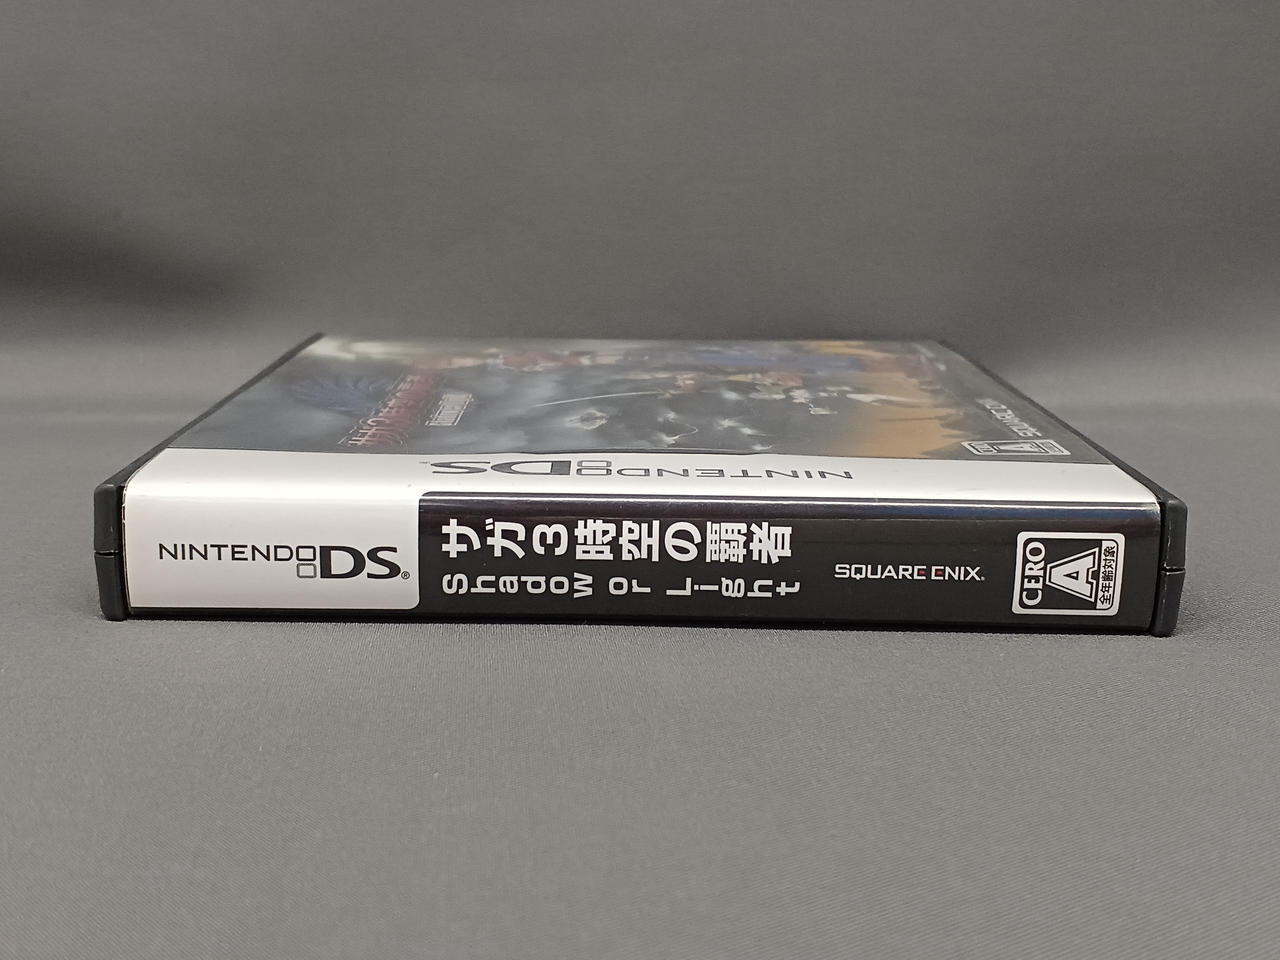 NINTENDO DS
NINTENDO DS®
サガ3時空の覇者
Shadow or Light
SQUARE ENIX®
CERO
A
全年齢対象